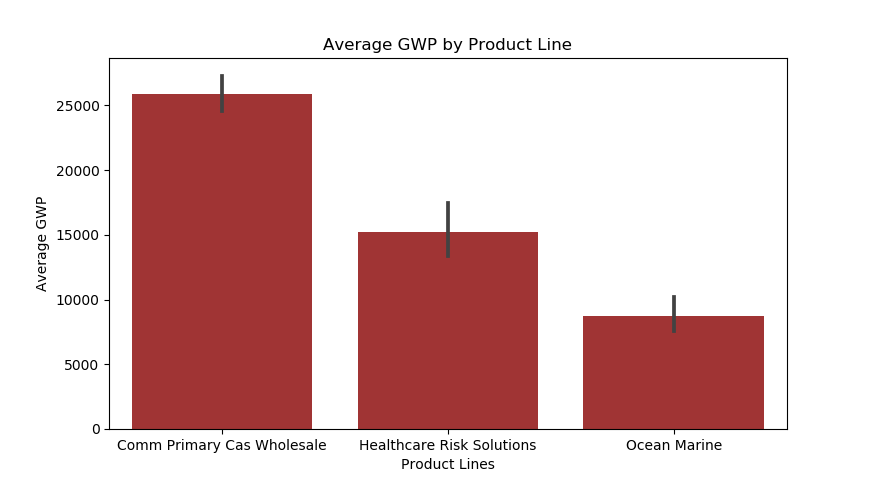 Average GWP by Product Line
Average GWP
25000
20000
15000
10000
5000
0
Comm Primary Cas Wholesale
Healthcare Risk Solutions
Ocean Marine
Product Lines